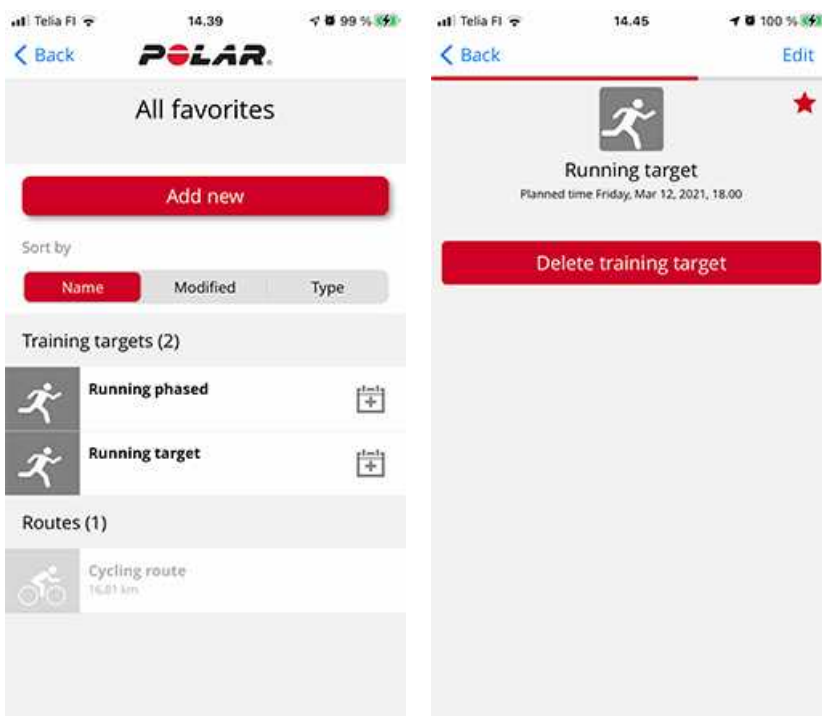 Telia FI 14.39 99 %
Back POLAR.
All favorites
Add new
Sort by
Name Modified Type
Training targets (2)
Running phased
Running target
Routes (1)
Cycling route
16,81 km
Telia FI 14.45 100 %
Back Edit
Running target
Planned time Friday, Mar 12, 2021, 18.00
Delete training target